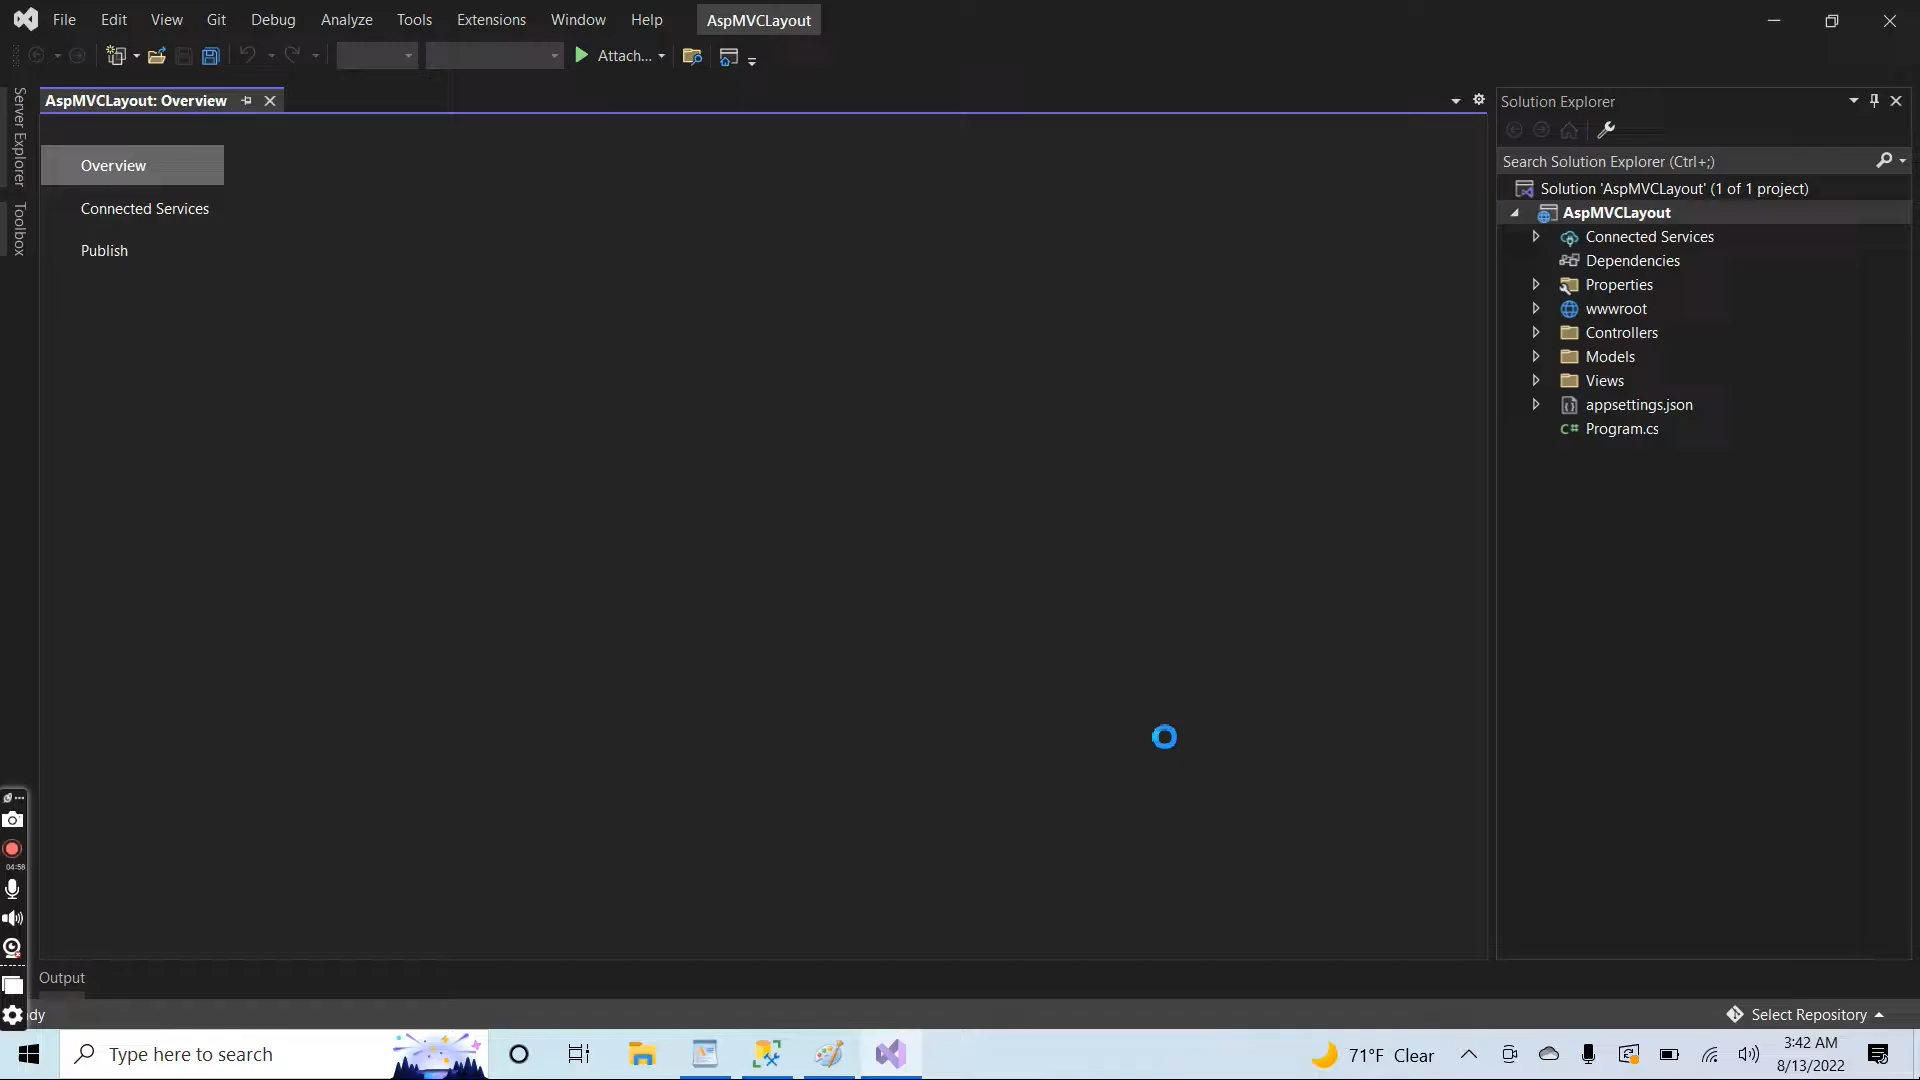 File Edit View Git Debug Analyze Tools Extensions Window Help AspMVCLayout
Attach...
Server Explorer
Toolbox
AspMVCLayout: Overview
Overview
Connected Services
Publish
Solution Explorer
Search Solution Explorer (Ctrl+;)
Solution 'AspMVCLayout' (1 of 1 project)
AspMVCLayout
Connected Services
Dependencies
Properties
wwwroot
Controllers
Models
Views
appsettings.json
C# Program.cs
04:58
Output
dy
Select Repository
Type here to search
71°F Clear
3:42 AM
8/13/2022